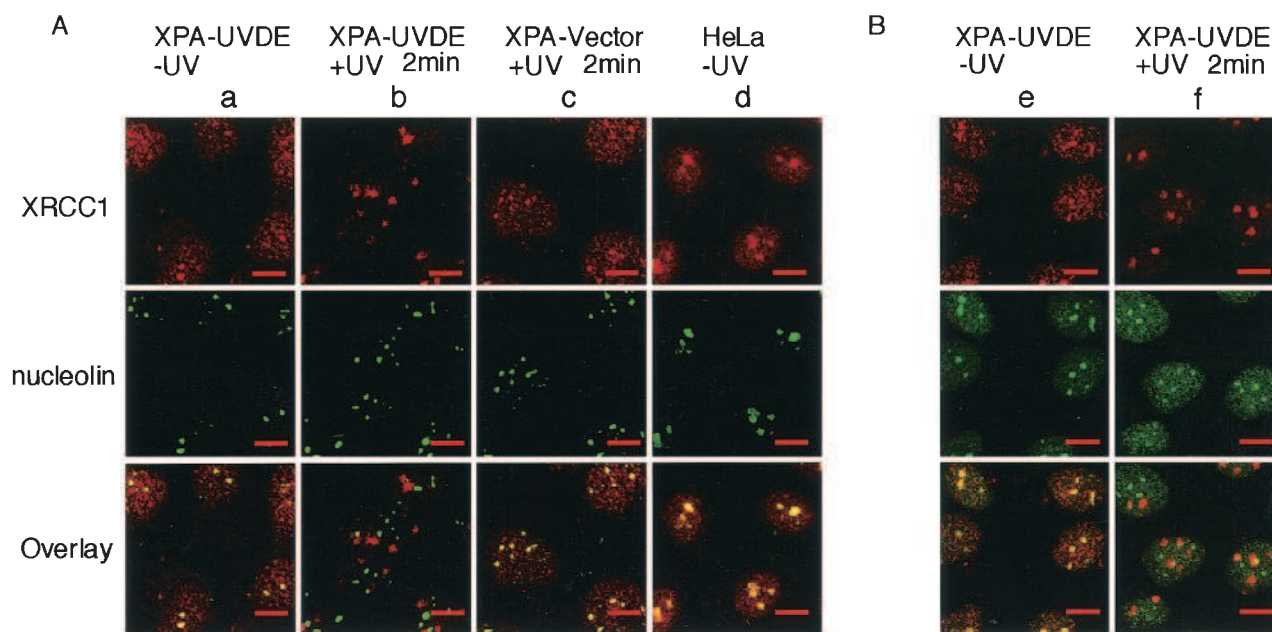 A
B
XPA-UVDE XPA-UVDE XPA-Vector HeLa XPA-UVDE XPA-UVDE
-UV +UV 2min +UV 2min -UV -UV +UV 2min
a b c d e f
XRCC1
nucleolin
Overlay